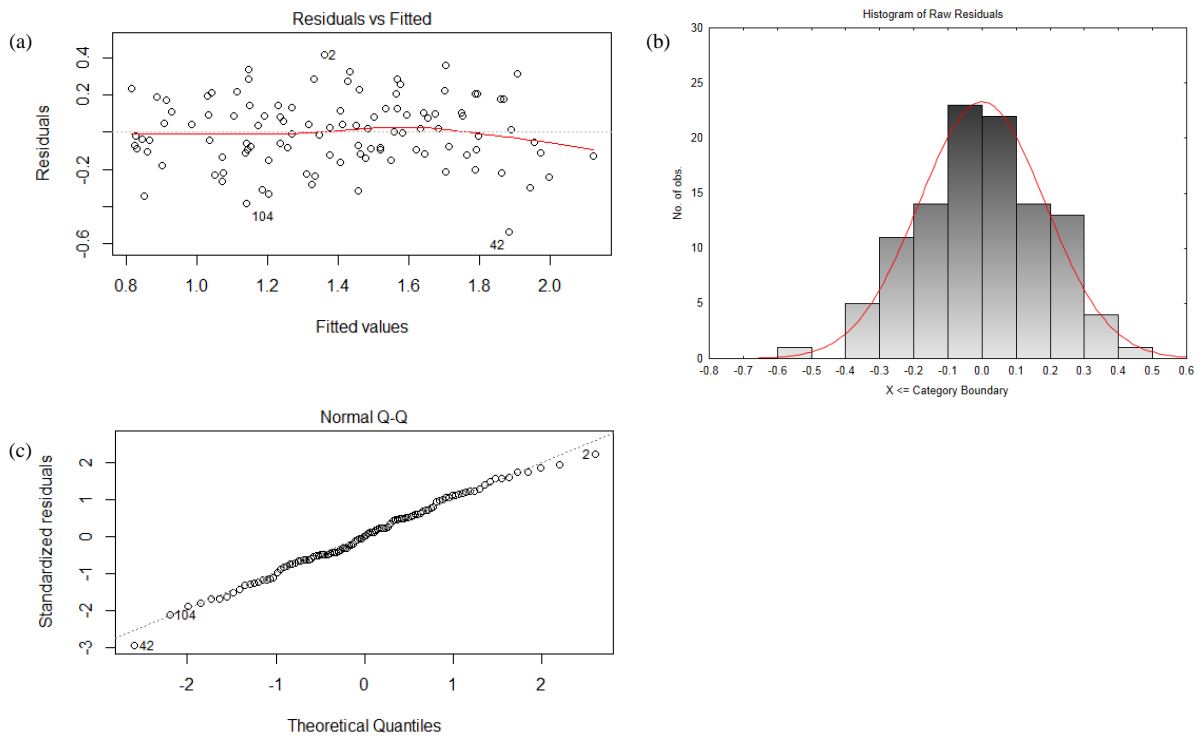 (a)
Residuals vs Fitted
Residuals
0.4
0.2
-0.2
-0.6
2
104
42
0.8 1.0 1.2 1.4 1.6 1.8 2.0
Fitted values
(b)
Histogram of Raw Residuals
No. of obs.
30
25
20
15
10
5
0
-0.8 -0.7 -0.6 -0.5 -0.4 -0.3 -0.2 -0.1 0.0 0.1 0.2 0.3 0.4 0.5 0.6
X <= Category Boundary
(c)
Normal Q-Q
Standardized residuals
2
1
0
-1
-2
-3
2
104
42
-2 -1 0 1 2
Theoretical Quantiles